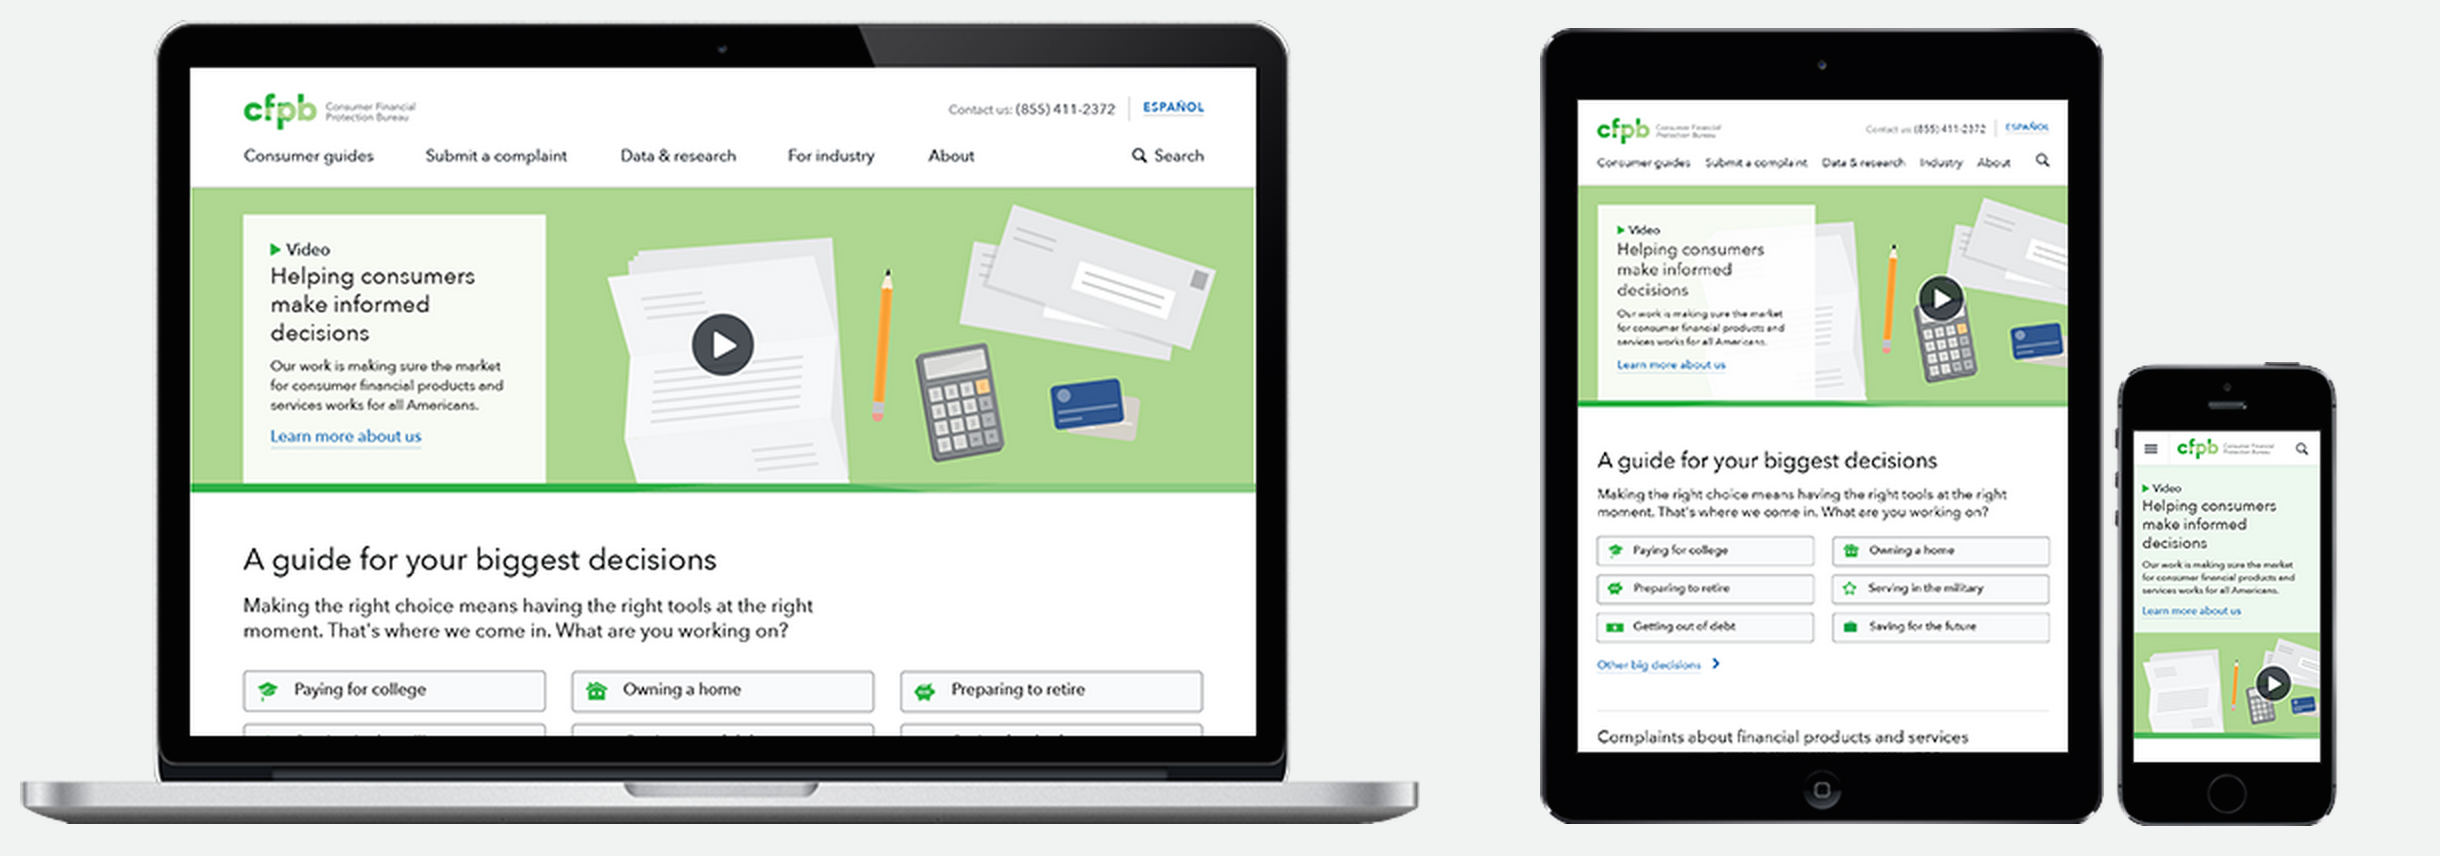 cfpb Consumer Financial
Protection Bureau
Contact us: (855) 411-2372 ESPAÑOL
Consumer guides Submit a complaint Data & research For industry About Search
Video
Helping consumers
make informed
decisions
Our work is making sure the market
for consumer financial products and
services works for all Americans.
Learn more about us
A guide for your biggest decisions
Making the right choice means having the right tools at the right
moment. That's where we come in. What are you working on?
Paying for college Owning a home Preparing to retire
cfpb Consumer Financial
Protection Bureau
Contact us (855) 411-2372 ESPAÑOL
Consumer guides Submit a complaint Data & research Industry About
Video
Helping consumers
make informed
decisions
Our work is making sure the market
for consumer financial products and
services works for all Americans.
Learn more about us
A guide for your biggest decisions
Making the right choice means having the right tools at the right
moment. That's where we come in. What are you working on?
Paying for college Owning a home
Preparing to retire Serving in the military
Getting out of debt Saving for the future
Other big decisions
Complaints about financial products and services
cfpb Consumer Financial
Protection Bureau
Video
Helping consumers
make informed
decisions
Our work is making sure the market
for consumer financial products and
services works for all Americans.
Learn more about us